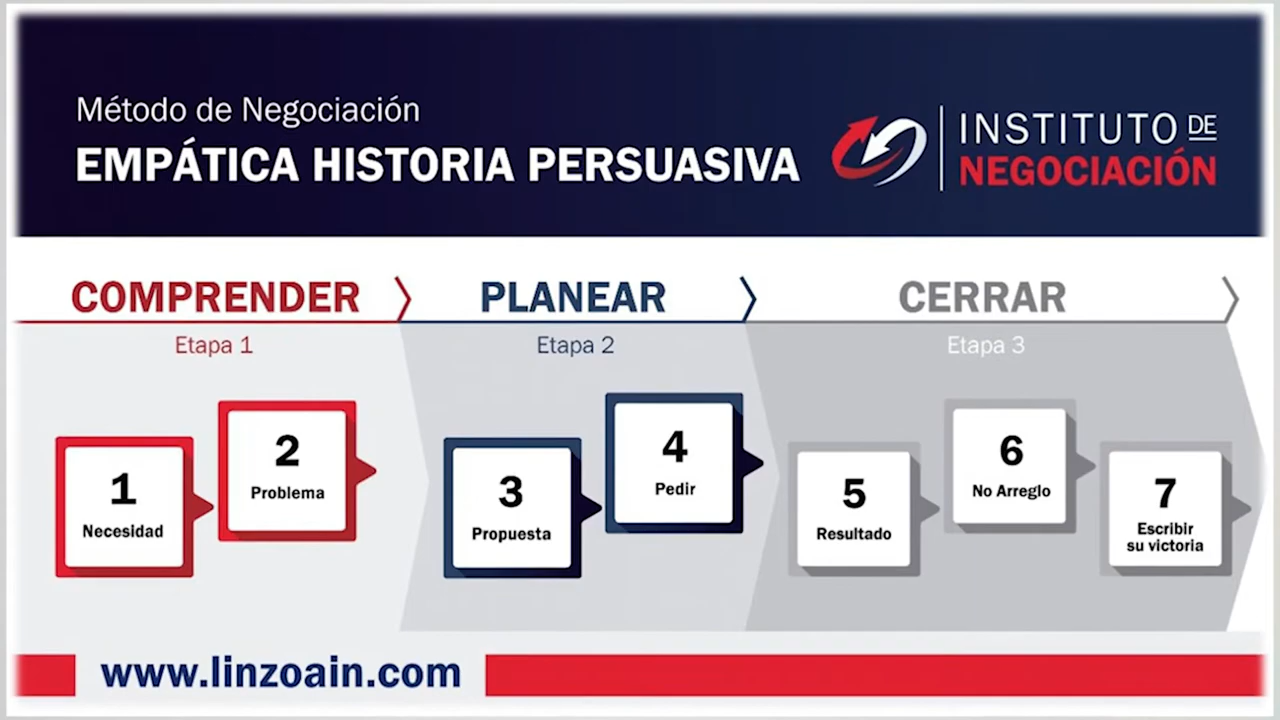 Método de Negociación
EMPÁTICA HISTORIA PERSUASIVA
INSTITUTO DE
NEGOCIACIÓN
COMPRENDER
Etapa 1
PLANEAR
Etapa 2
CERRAR
Etapa 3
1
Necesidad
2
Problema
3
Propuesta
4
Pedir
5
Resultado
6
No Arreglo
7
Escribir
su victoria
www.linzoain.com